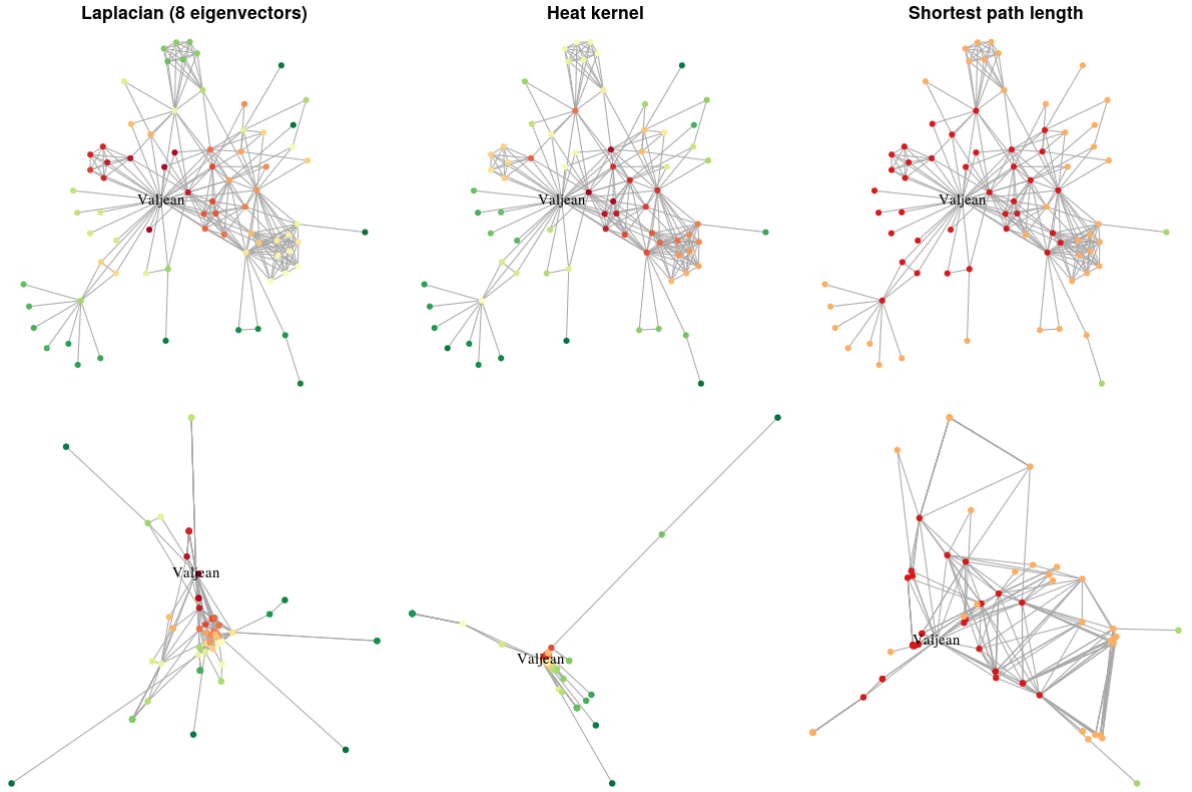 Laplacian (8 eigenvectors)
Heat kernel
Shortest path length
Valjean
Valjean
Valjean
Valjean
Valjean
Valjean